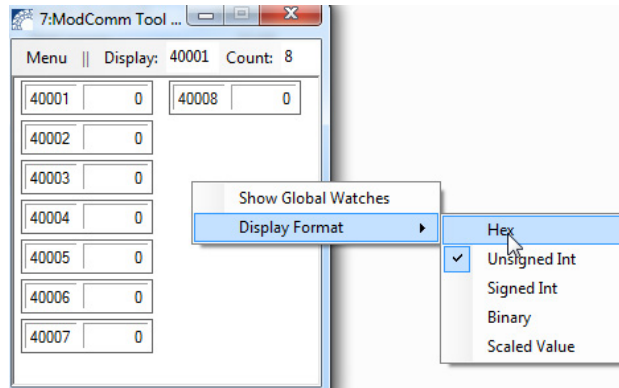 7:ModComm Tool ...
Menu || Display: 40001 Count: 8
40001 0 40008 0
40002 0
40003 0
40004 0
40005 0
40006 0
40007 0
Show Global Watches
Display Format
Hex
Unsigned Int
Signed Int
Binary
Scaled Value